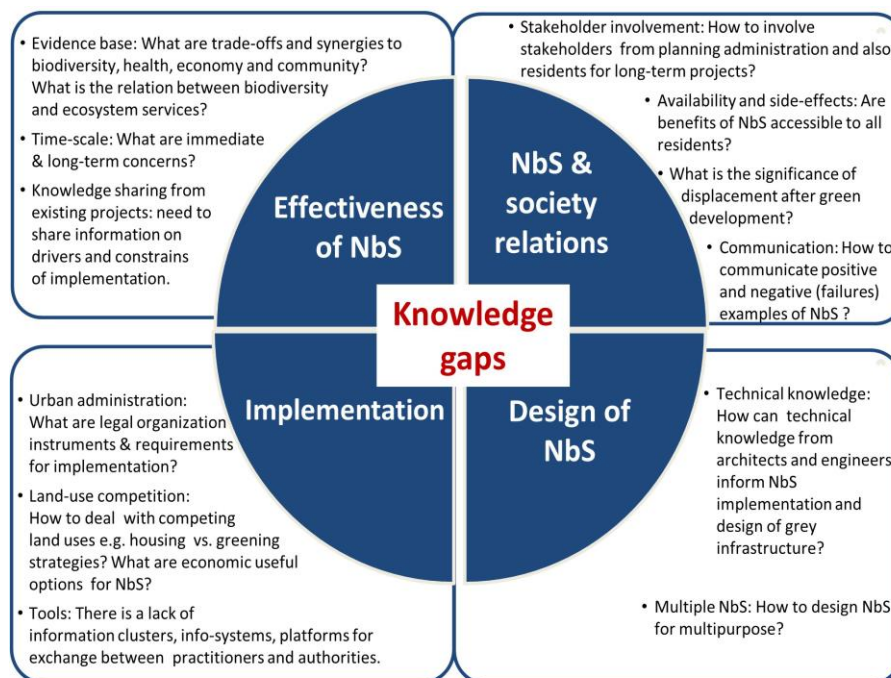 • Evidence base: What are trade-offs and synergies to
biodiversity, health, economy and community?
What is the relation between biodiversity
and ecosystem services?
• Time-scale: What are immediate
& long-term concerns?
• Knowledge sharing from
existing projects: need to
share information on
drivers and constrains
of implementation.
Effectiveness
of NbS
• Stakeholder involvement: How to involve
stakeholders from planning administration and also
residents for long-term projects?
• Availability and side-effects: Are
benefits of NbS accessible to all
residents?
• What is the significance of
displacement after green
development?
• Communication: How to
communicate positive
and negative (failures)
examples of NbS ?
NbS &
society
relations
Knowledge
gaps
• Urban administration:
What are legal organization
instruments & requirements
for implementation?
• Land-use competition:
How to deal with competing
land uses e.g. housing vs. greening
strategies? What are economic useful
options for NbS?
• Tools: There is a lack of
information clusters, info-systems, platforms for
exchange between practitioners and authorities.
Implementation
Design of
NbS
• Technical knowledge:
How can technical
knowledge from
architects and engineers
inform NbS
implementation and
design of grey
infrastructure?
• Multiple NbS: How to design NbS
for multipurpose?